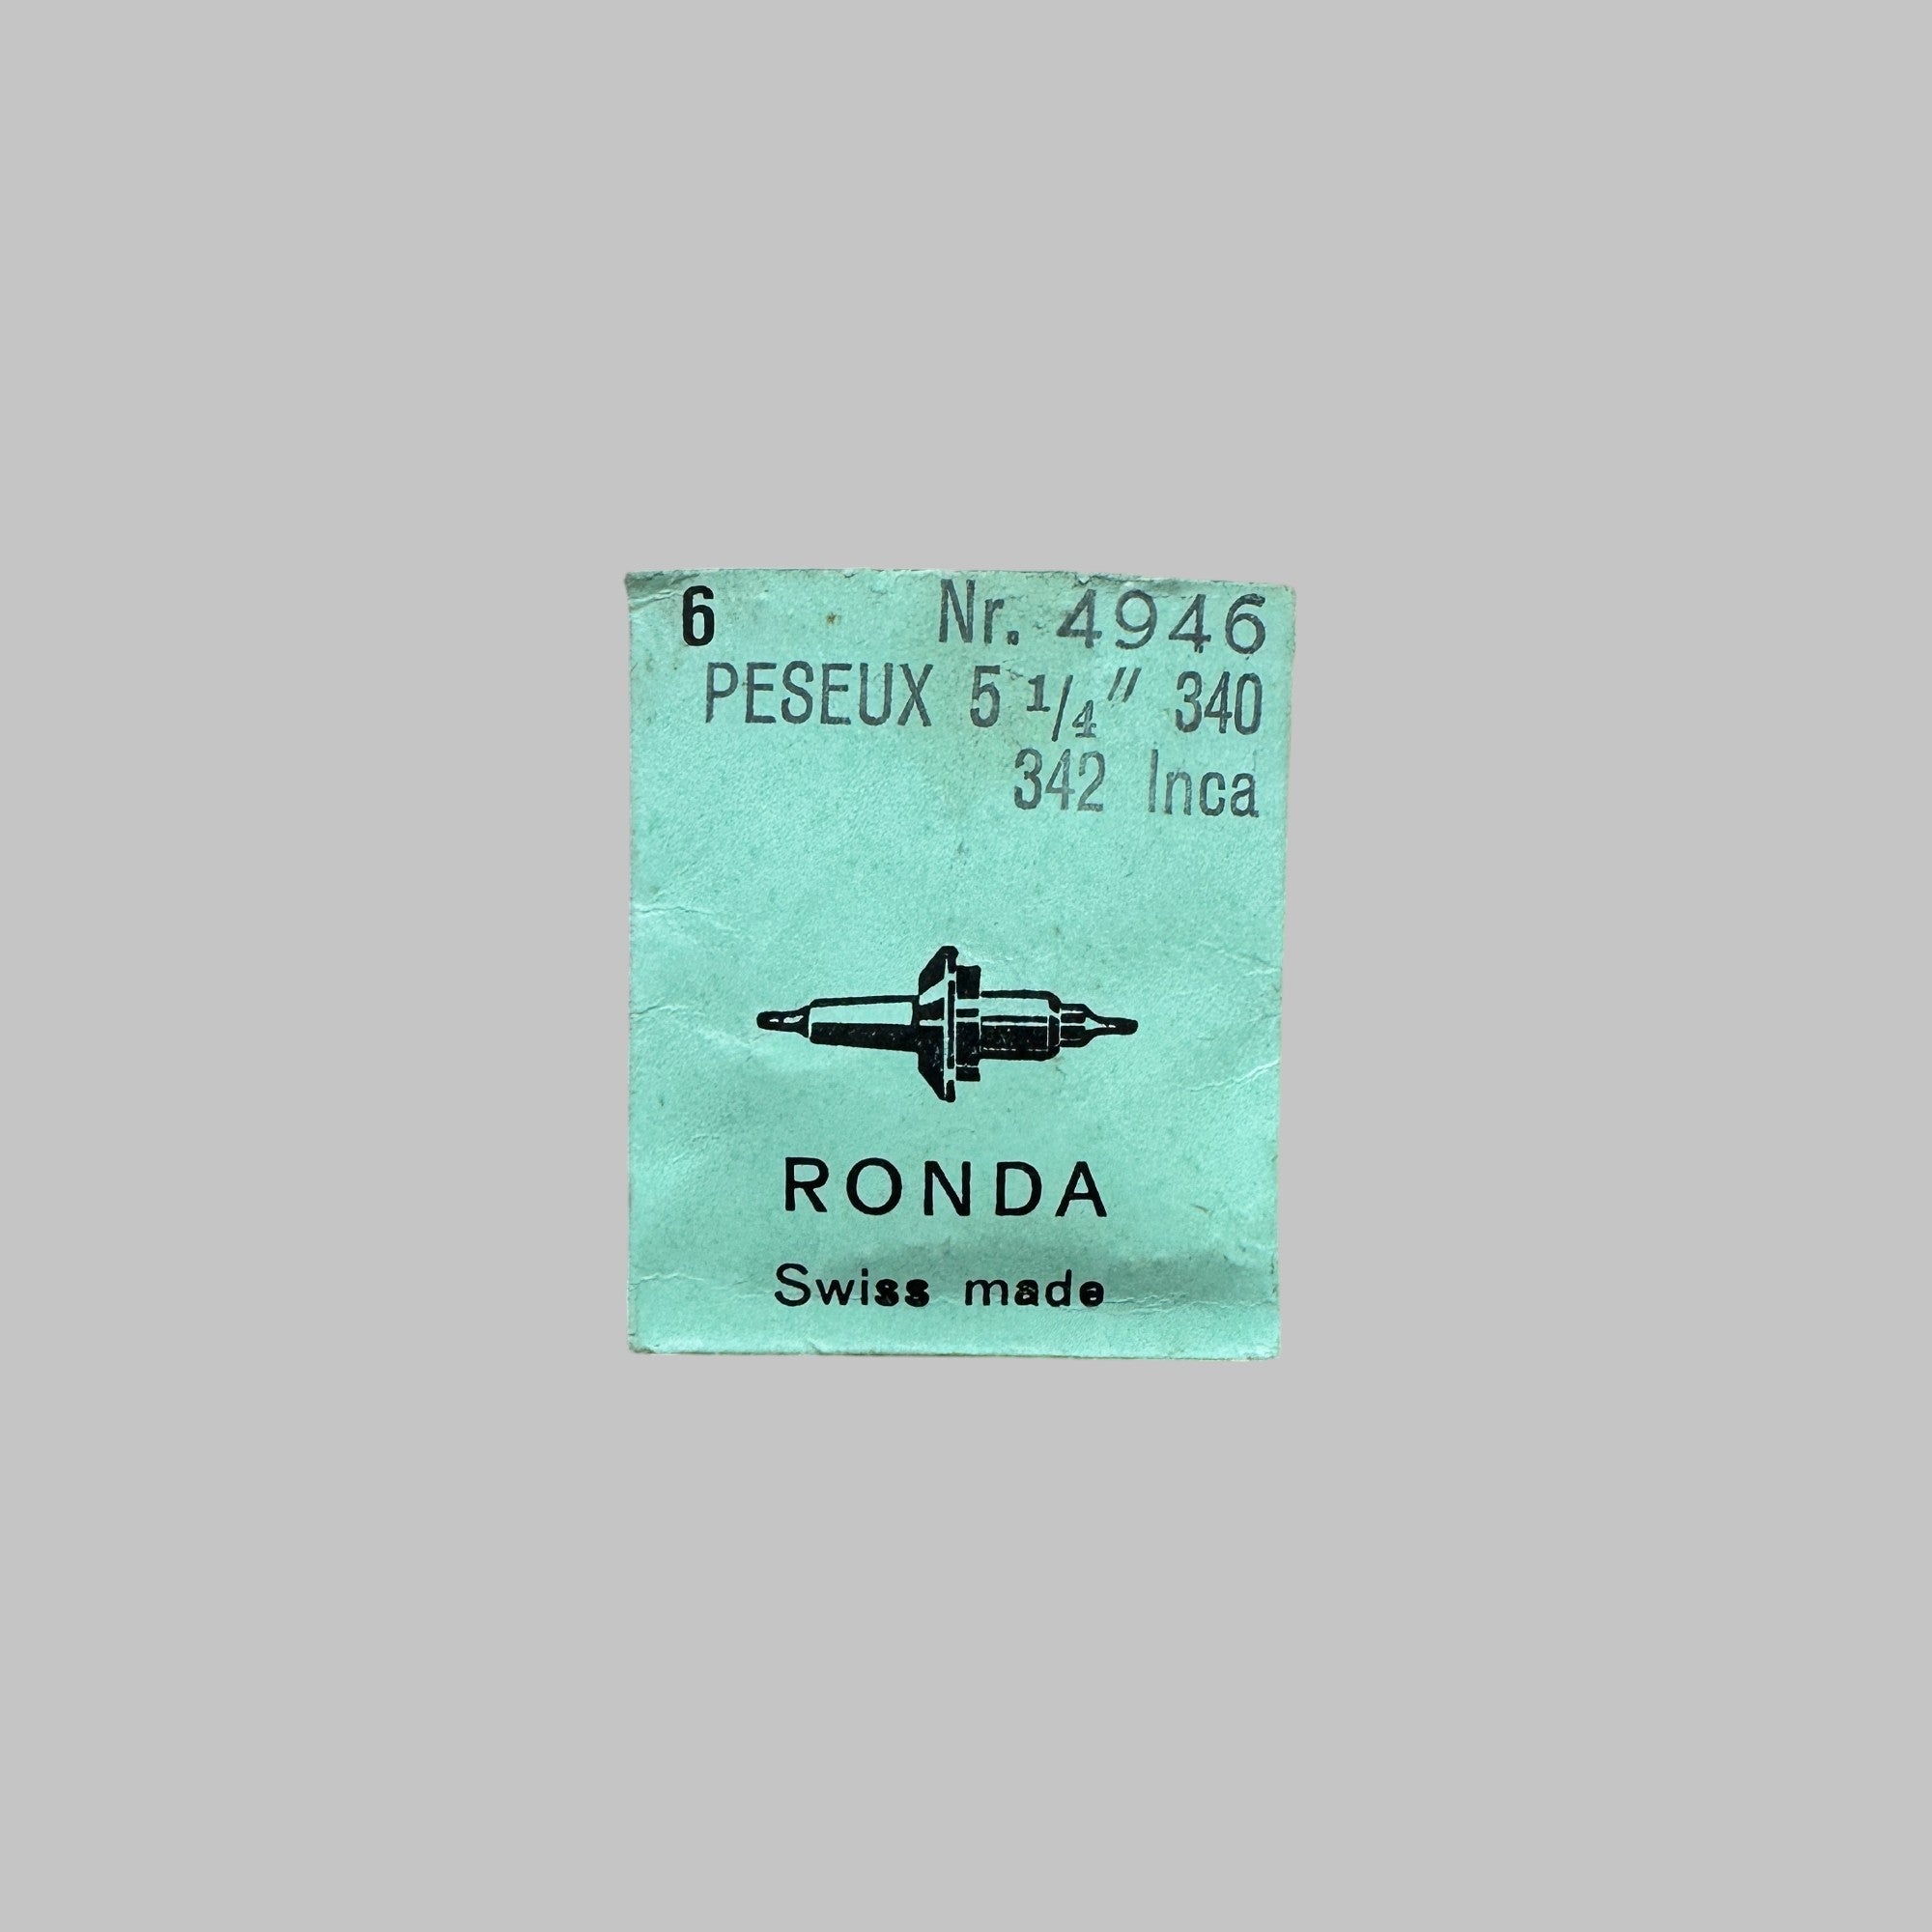 6 Nr. 4946
PESEUX 5 1/4″ 340
342 Inca
RONDA
Swiss made